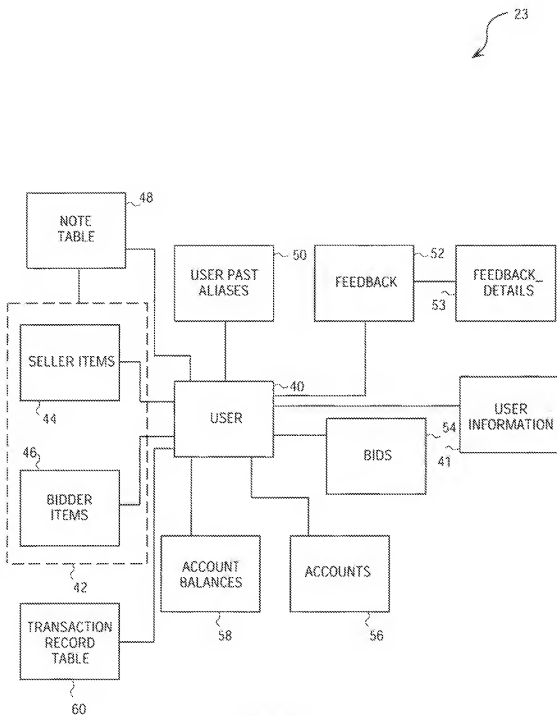 23
NOTE
TABLE
48
USER PAST
ALIASES
50
FEEDBACK
52
FEEDBACK_
DETAILS
53
SELLER ITEMS
44
USER
40
USER
INFORMATION
41
BIDS
54
46
BIDDER
ITEMS
42
ACCOUNT
BALANCES
58
ACCOUNTS
56
TRANSACTION
RECORD
TABLE
60